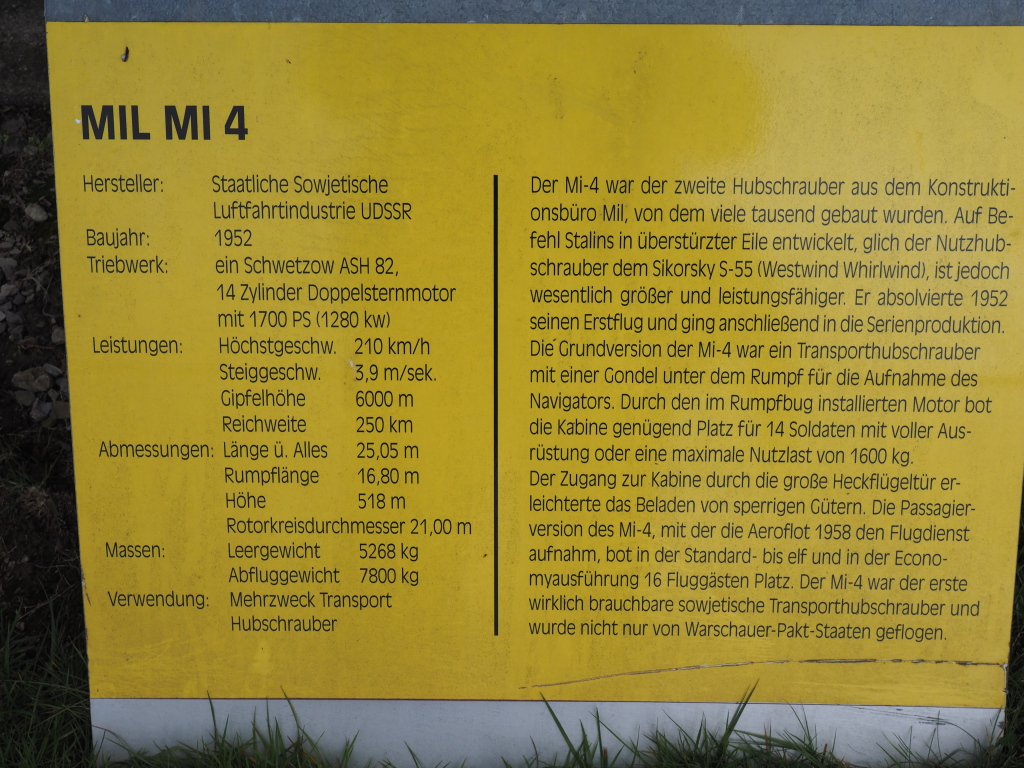 MIL MI 4
Hersteller: Staatliche Sowjetische
Luftfahrtindustrie UDSSR
Baujahr: 1952
Triebwerk: ein Schwetzow ASH 82,
14 Zylinder Doppelsternmotor
mit 1700 PS (1280 kw)
Leistungen: Höchstgeschw. 210 km/h
Steiggeschw. 3,9 m/sek.
Gipfelhöhe 6000 m
Reichweite 250 km
Abmessungen: Länge ü. Alles 25,05 m
Rumpflänge 16,80 m
Höhe 518 m
Rotorkreisdurchmesser 21,00 m
Massen: Leergewicht 5268 kg
Abfluggewicht 7800 kg
Verwendung: Mehrzweck Transport
Hubschrauber
Der Mi-4 war der zweite Hubschrauber aus dem Konstrukti-
onsbüro Mil, von dem viele tausend gebaut wurden. Auf Be-
fehl Stalins in überstürzter Eile entwickelt, glich der Nutzhub-
schrauber dem Sikorsky S-55 (Westwind Whirlwind), ist jedoch
wesentlich größer und leistungsfähiger. Er absolvierte 1952
seinen Erstflug und ging anschließend in die Serienproduktion.
Die Grundversion der Mi-4 war ein Transporthubschrauber
mit einer Gondel unter dem Rumpf für die Aufnahme des
Navigators. Durch den im Rumpfbug installierten Motor bot
die Kabine genügend Platz für 14 Soldaten mit voller Aus-
rüstung oder eine maximale Nutzlast von 1600 kg.
Der Zugang zur Kabine durch die große Heckflügeltür er-
leichterte das Beladen von sperrigen Gütern. Die Passagier-
version des Mi-4, mit der die Aeroflot 1958 den Flugdienst
aufnahm, bot in der Standard- bis elf und in der Econo-
myausführung 16 Fluggästen Platz. Der Mi-4 war der erste
wirklich brauchbare sowjetische Transporthubschrauber und
wurde nicht nur von Warschauer-Pakt-Staaten geflogen.